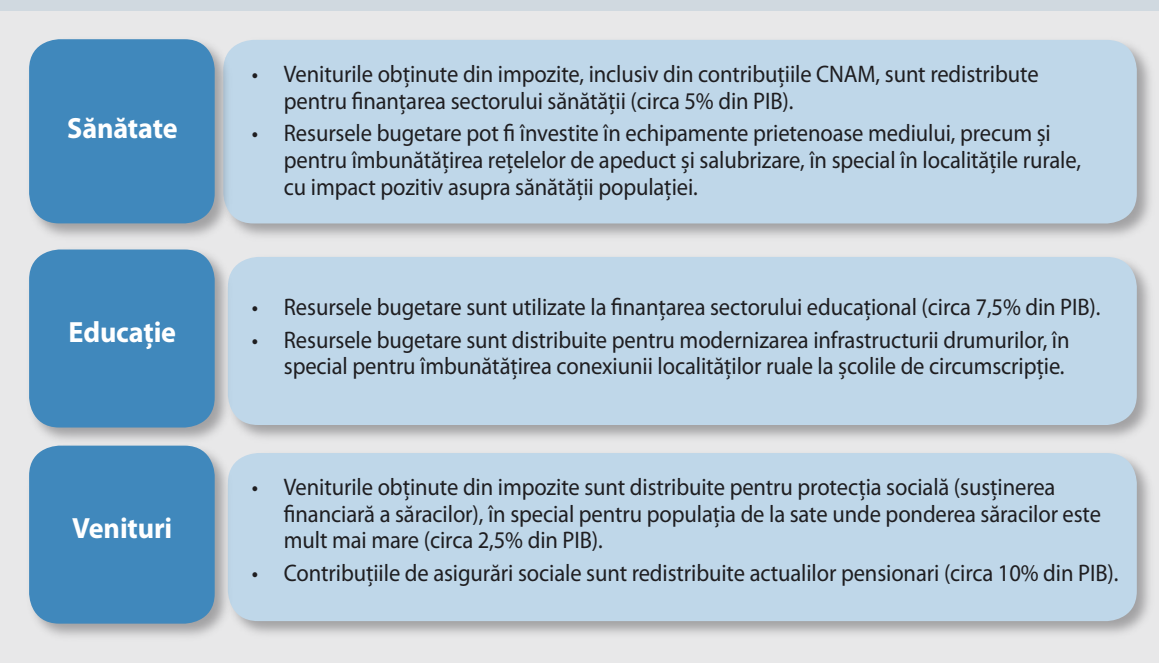 Sănătate
• Veniturile obținute din impozite, inclusiv din contribuțiile CNAM, sunt redistribute
pentru finanțarea sectorului sănătății (circa 5% din PIB).
• Resursele bugetare pot fi învestite în echipamente prietenoase mediului, precum și
pentru îmbunătățirea rețelelor de apeduct și salubrizare, în special în localitățile rurale,
cu impact pozitiv asupra sănătății populației.
Educație
• Resursele bugetare sunt utilizate la finanțarea sectorului educațional (circa 7,5% din PIB).
• Resursele bugetare sunt distribuite pentru modernizarea infrastructurii drumurilor, în
special pentru îmbunătățirea conexiunii localităților ruale la școlile de circumscripție.
Venituri
• Veniturile obținute din impozite sunt distribuite pentru protecția socială (susținerea
financiară a săracilor), în special pentru populația de la sate unde ponderea săracilor este
mult mai mare (circa 2,5% din PIB).
• Contribuțiile de asigurări sociale sunt redistribuite actualilor pensionari (circa 10% din PIB).